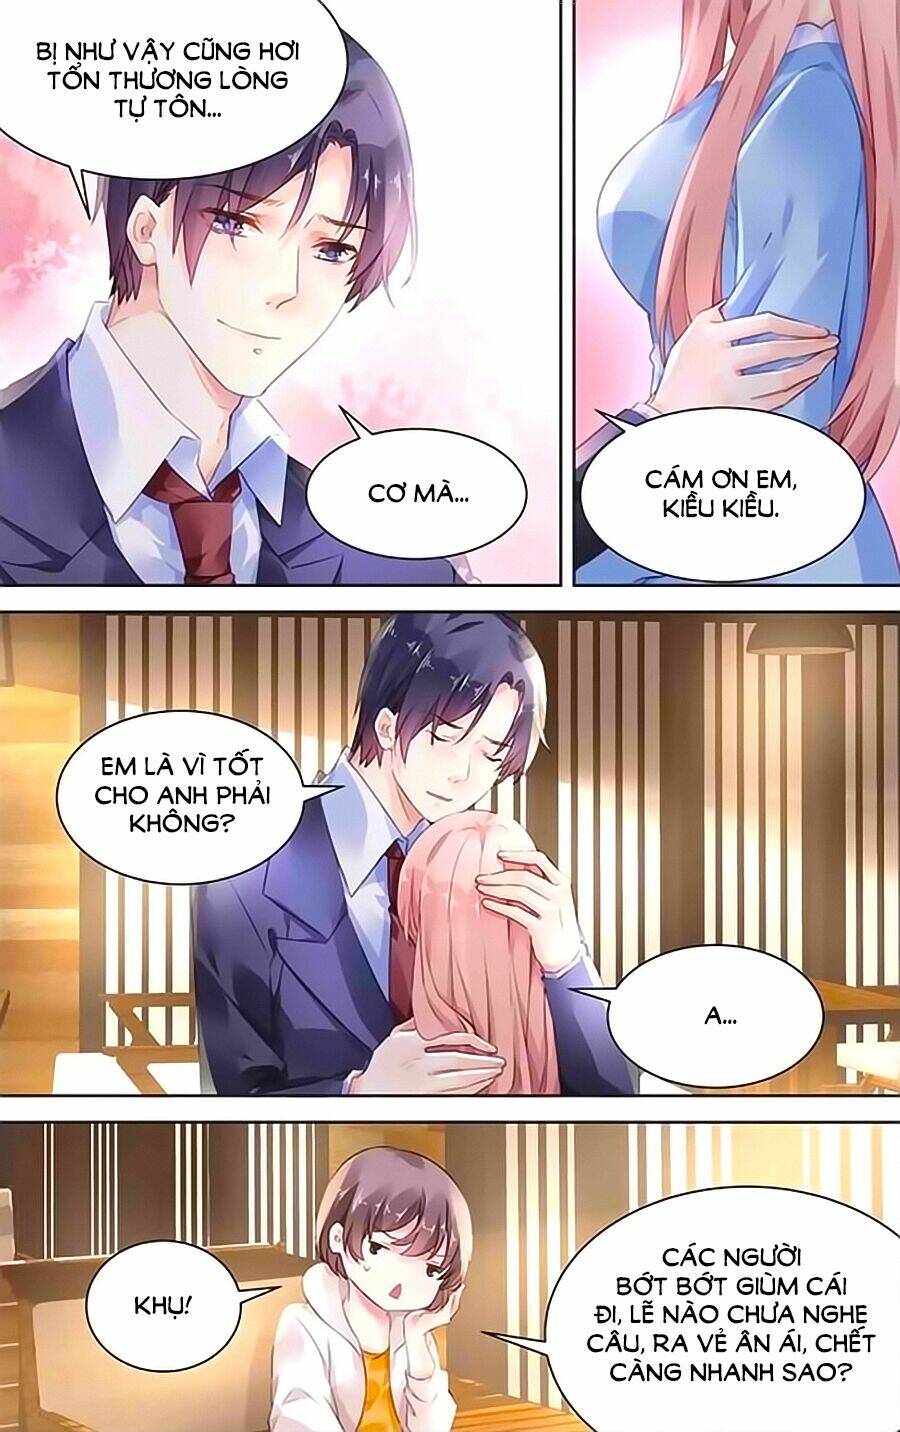 BỊ NHƯ VẬY CŨNG HƠI
TỔN THƯƠNG LÒNG
TỰ TÔN...
CƠ MÀ...
CÁM ƠN EM,
KIỀU KIỀU.
EM LÀ VÌ TỐT
CHO ANH PHẢI
KHÔNG?
A...
KHỤ!
CÁC NGƯỜI
BỚT BỚT GIÙM CÁI
ĐI, LẼ NÀO CHƯA NGHE
CÂU, RA VẺ ÂN ÁI, CHẾT
CÀNG NHANH SAO?